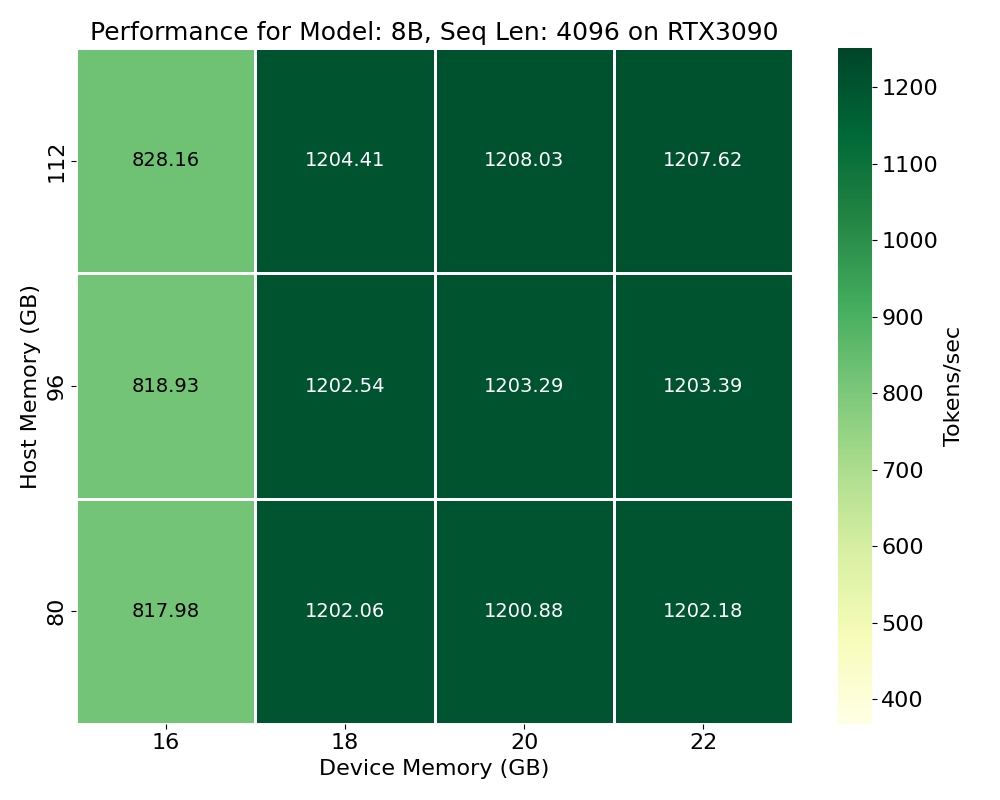 Performance for Model: 8B, Seq Len: 4096 on RTX3090
Host Memory (GB)
112
828.16 1204.41 1208.03 1207.62
96
818.93 1202.54 1203.29 1203.39
80
817.98 1202.06 1200.88 1202.18
16 18 20 22
Device Memory (GB)
1200
1100
1000
900
800
700
600
500
400
Tokens/sec